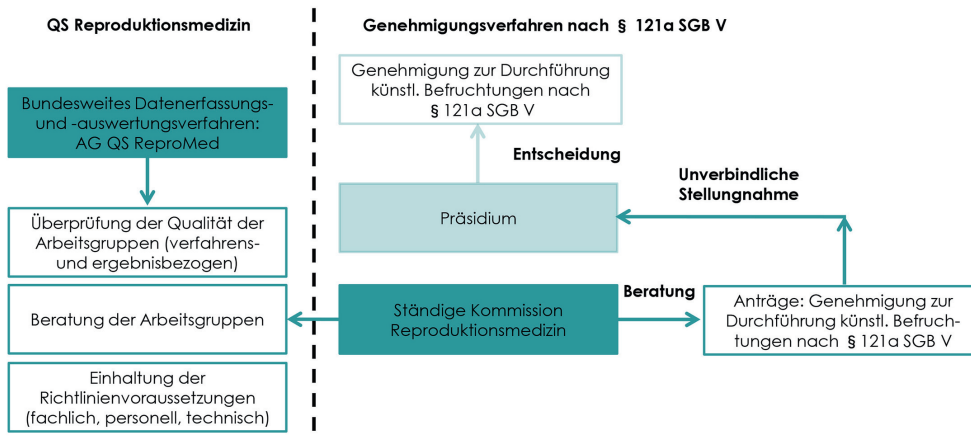 QS Reproduktionsmedizin
Bundesweites Datenerfassungs-
und -auswertungsverfahren:
AG QS ReproMed
Überprüfung der Qualität der
Arbeitsgruppen (verfahrens-
und ergebnisbezogen)
Beratung der Arbeitsgruppen
Einhaltung der
Richtlinienvoraussetzungen
(fachlich, personell, technisch)
Genehmigungsverfahren nach § 121a SGB V
Genehmigung zur Durchführung
künstl. Befruchtungen nach
§ 121a SGB V
Entscheidung
Unverbindliche
Stellungnahme
Präsidium
Ständige Kommission
Reproduktionsmedizin
Beratung
Anträge: Genehmigung zur
Durchführung künstl. Befruch-
tungen nach § 121a SGB V